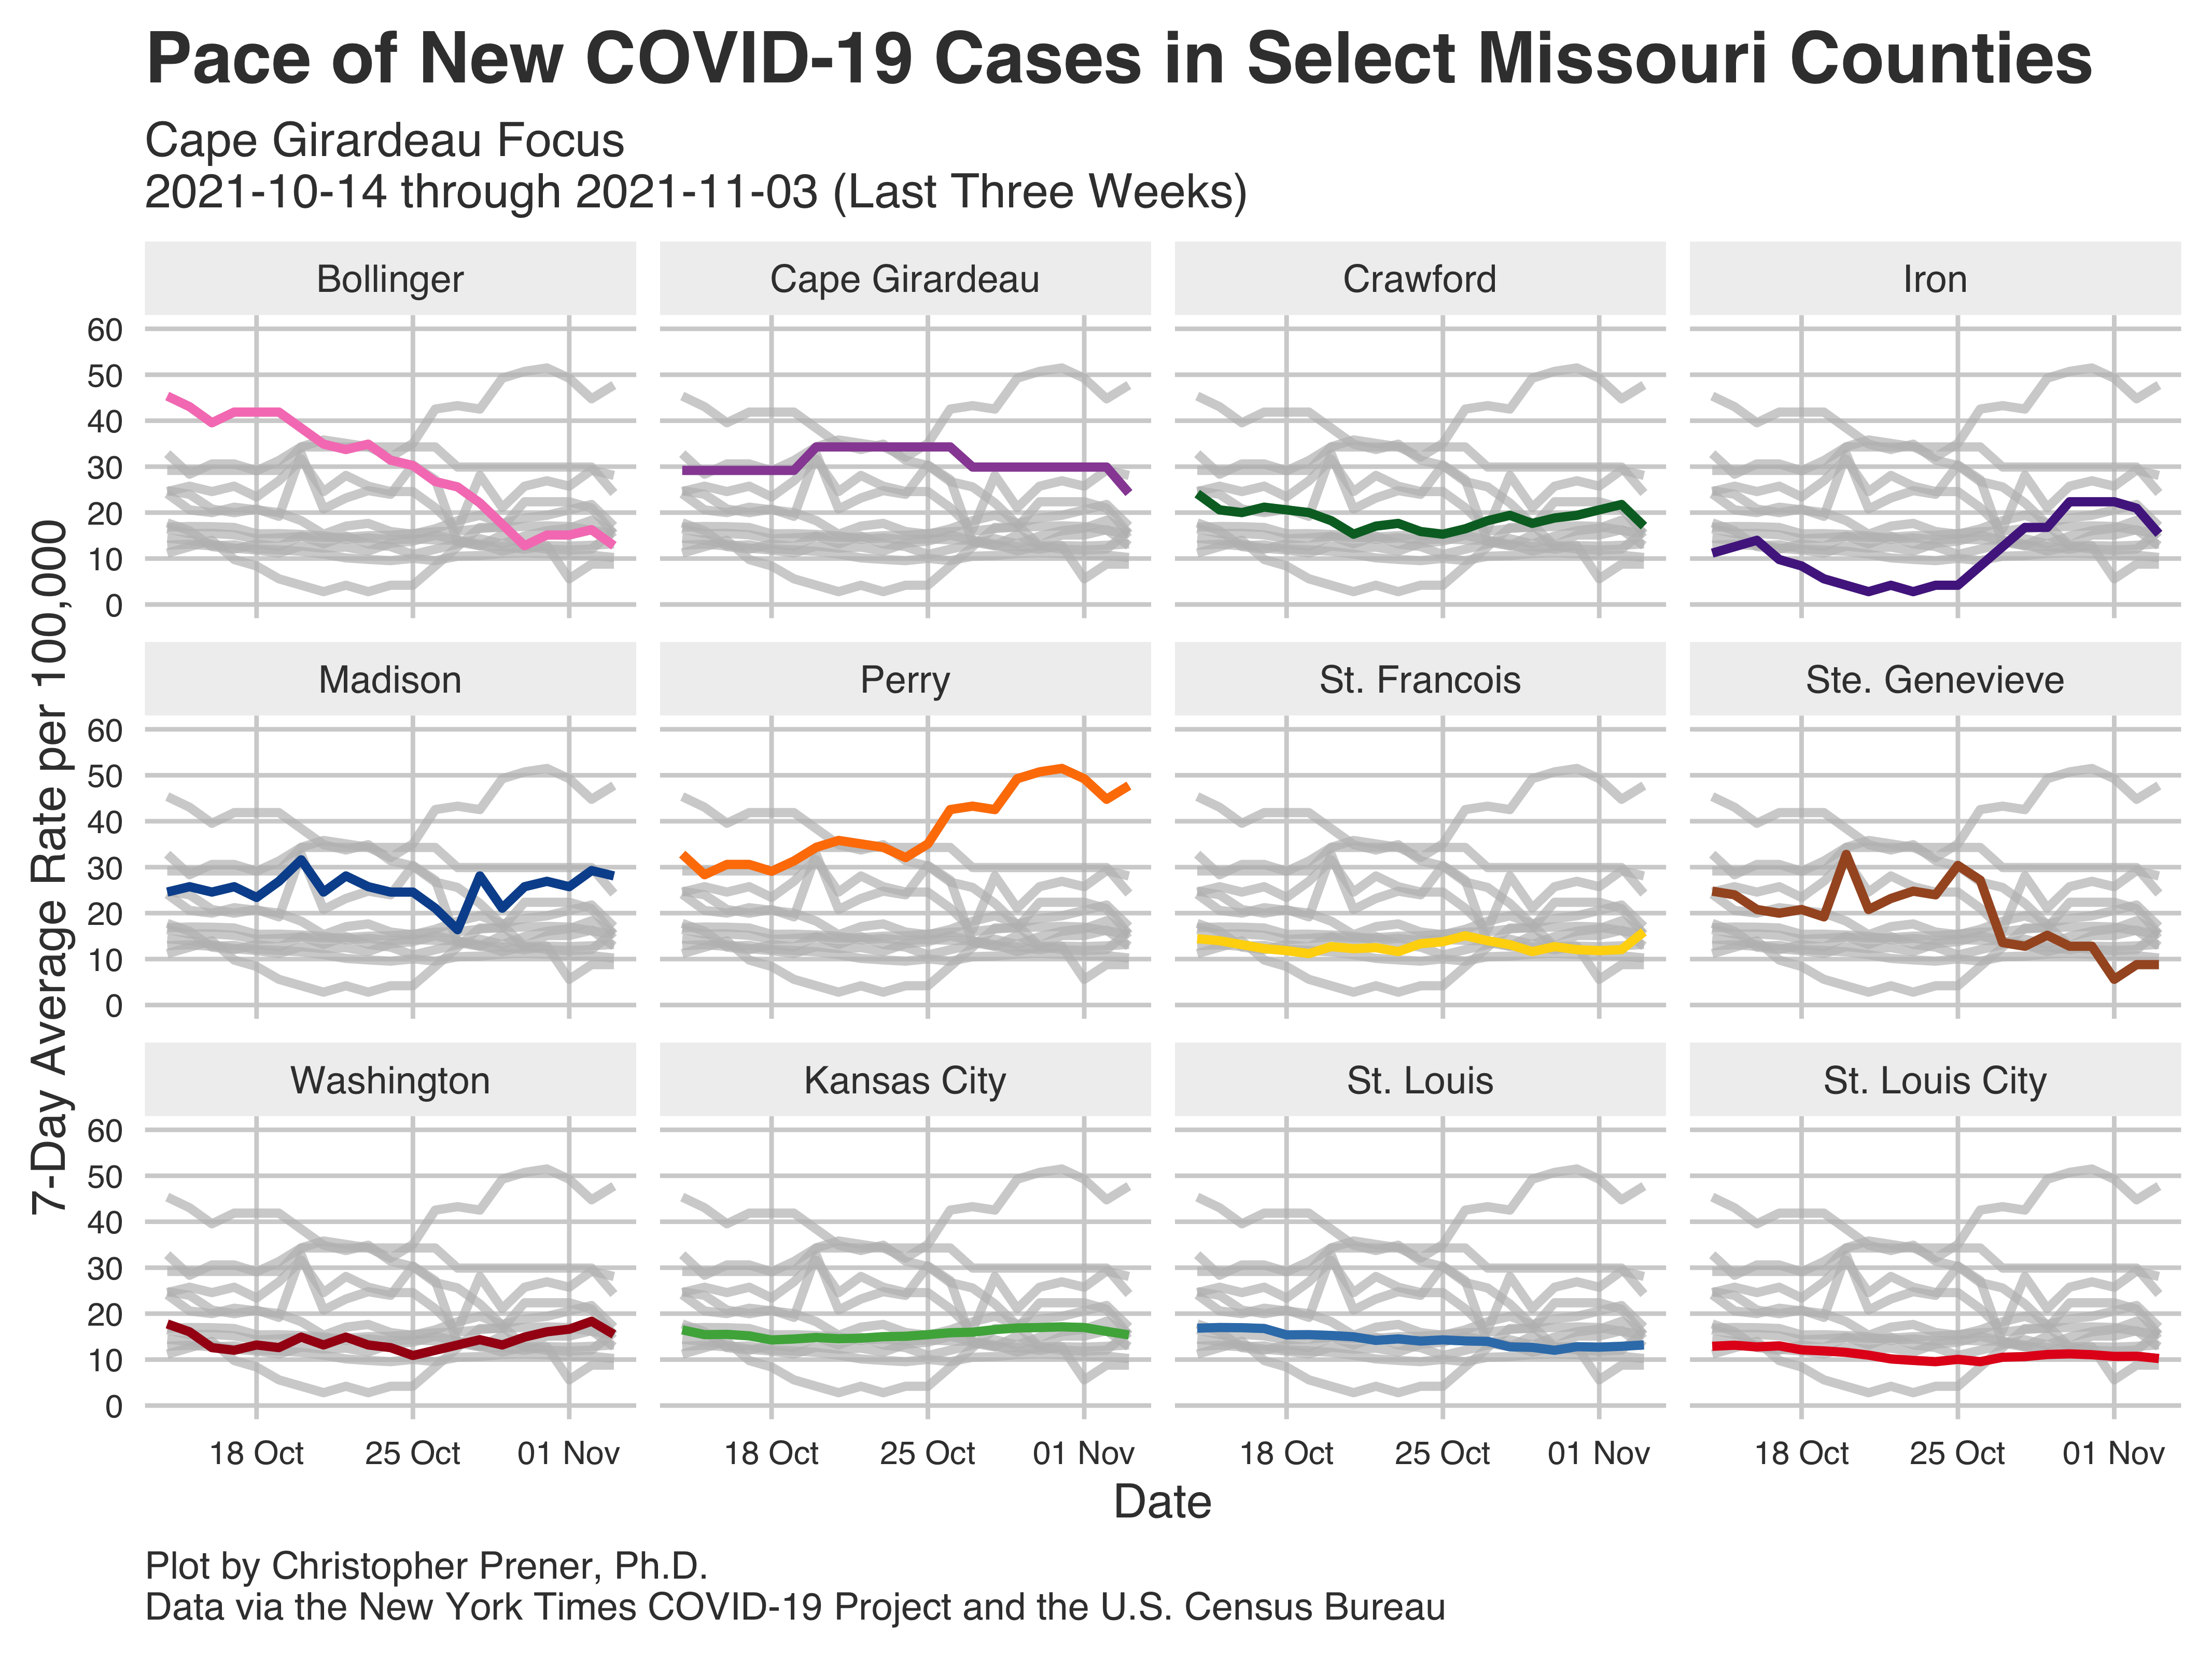 Pace of New COVID-19 Cases in Select Missouri Counties
Cape Girardeau Focus
2021-10-14 through 2021-11-03 (Last Three Weeks)
7-Day Average Rate per 100,000
Bollinger
Cape Girardeau
Crawford
Iron
60
50
40
30
20
10
0
Madison
Perry
St. Francois
Ste. Genevieve
60
50
40
30
20
10
0
Washington
Kansas City
St. Louis
St. Louis City
60
50
40
30
20
10
0
18 Oct 25 Oct 01 Nov
18 Oct 25 Oct 01 Nov
18 Oct 25 Oct 01 Nov
18 Oct 25 Oct 01 Nov
Date
Plot by Christopher Prener, Ph.D.
Data via the New York Times COVID-19 Project and the U.S. Census Bureau